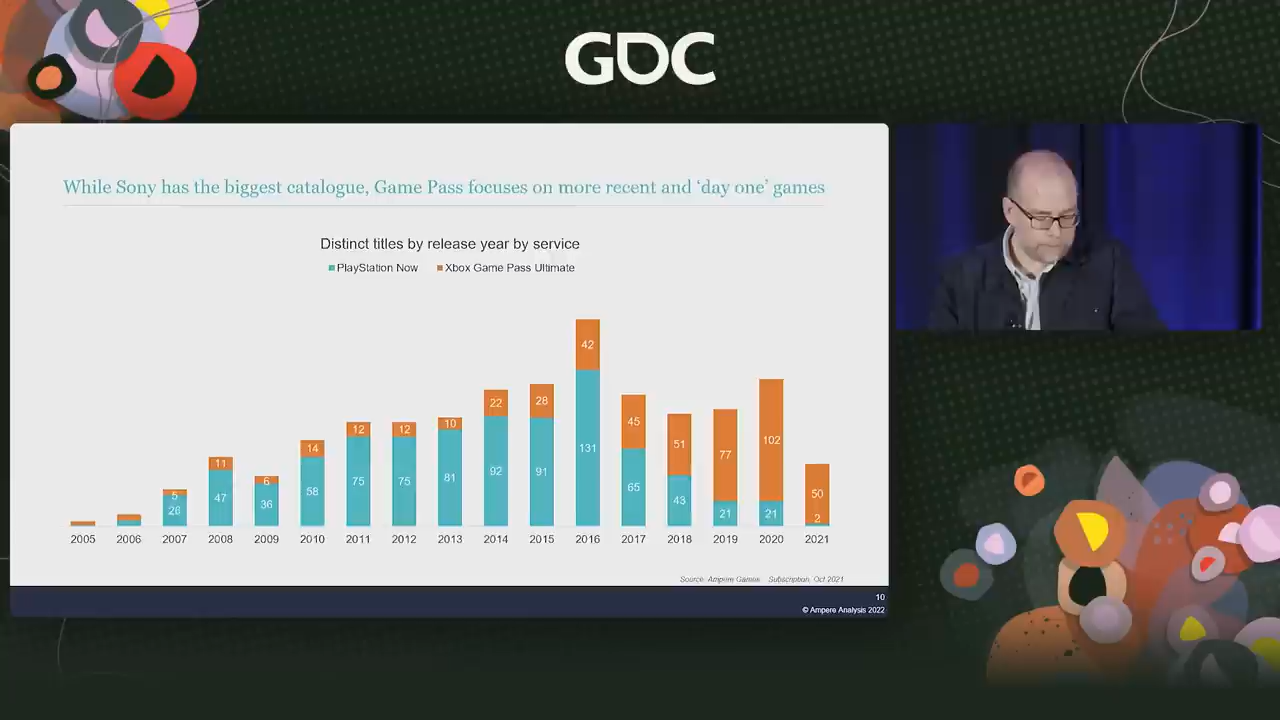 GDC
While Sony has the biggest catalogue, Game Pass focuses on more recent and ‘day one’ games
Distinct titles by release year by service
PlayStation Now Xbox Game Pass Ultimate
42
22 28
12 12 10
14
11
5 6
26 47 36 58 75 75 81 92 91 131
45 51 77 102 50
65 43 21 21 2
2005 2006 2007 2008 2009 2010 2011 2012 2013 2014 2015 2016 2017 2018 2019 2020 2021
Source: Ampere Games Subscription, Oct 2021
10
© Ampere Analysis 2022